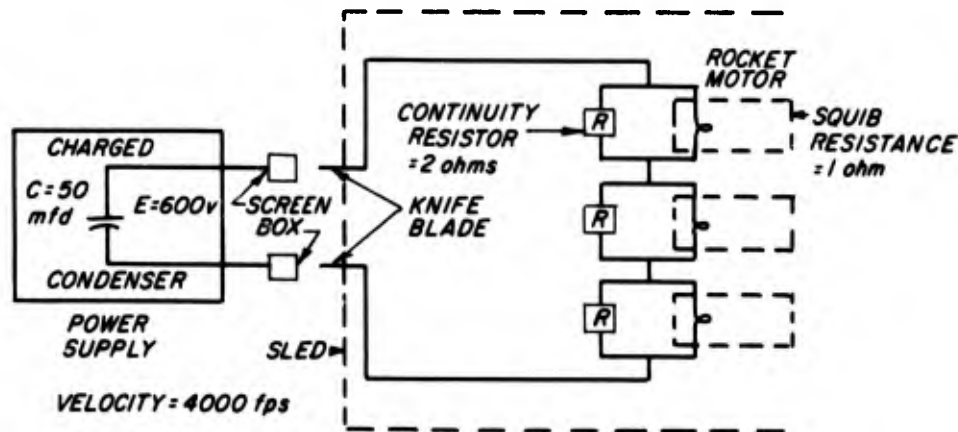 ROCKET
MOTOR
CONTINUITY
RESISTOR
= 2 ohms
R
SQUIB
RESISTANCE
= 1 ohm
CHARGED
C = 50
mfd
E=600v
SCREEN
BOX
KNIFE
BLADE
R
CONDENSER
R
POWER
SUPPLY
SLED
VELOCITY = 4000 fps